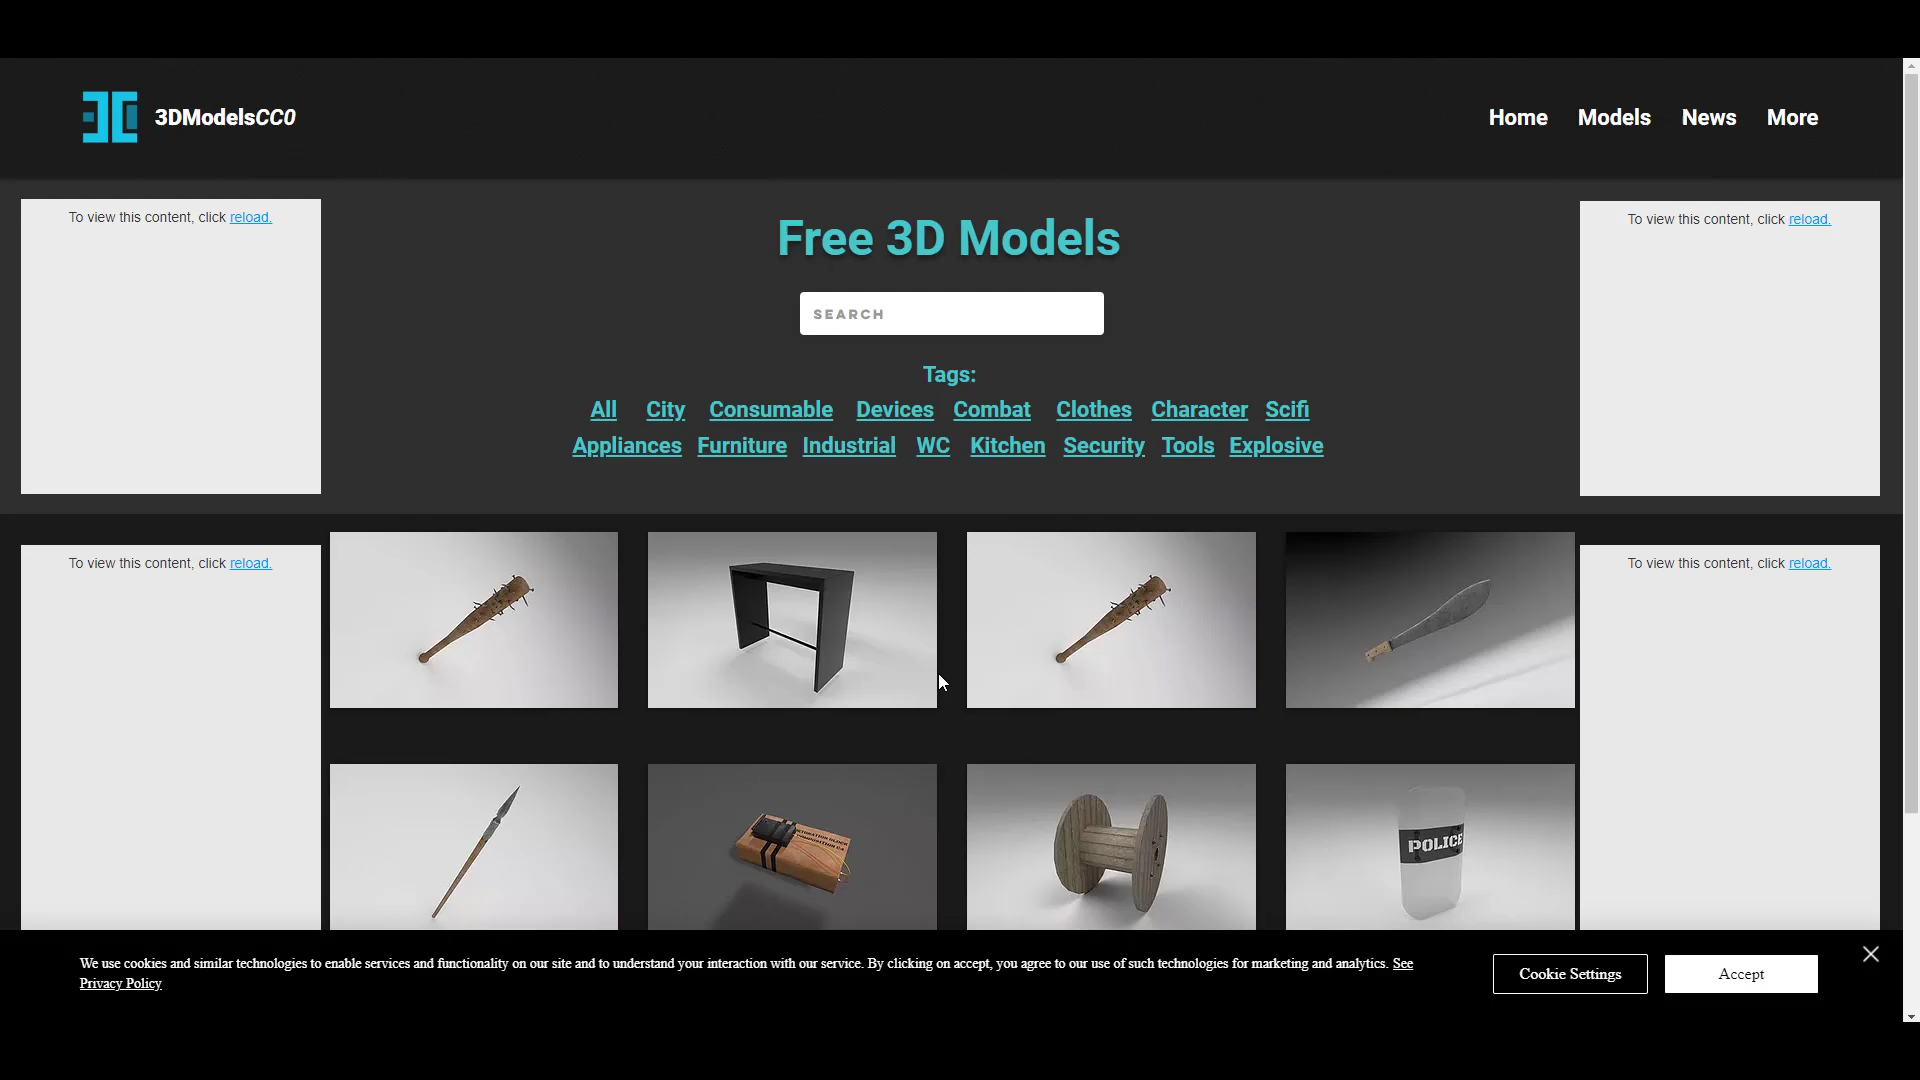 3DModelsCC0
Home Models News More
To view this content, click reload.
To view this content, click reload.
Free 3D Models
SEARCH
Tags:
All City Consumable Devices Combat Clothes Character Scifi
Appliances Furniture Industrial WC Kitchen Security Tools Explosive
To view this content, click reload.
To view this content, click reload.
POLICE
We use cookies and similar technologies to enable services and functionality on our site and to understand your interaction with our service. By clicking on accept, you agree to our use of such technologies for marketing and analytics. See
Privacy Policy
Cookie Settings
Accept